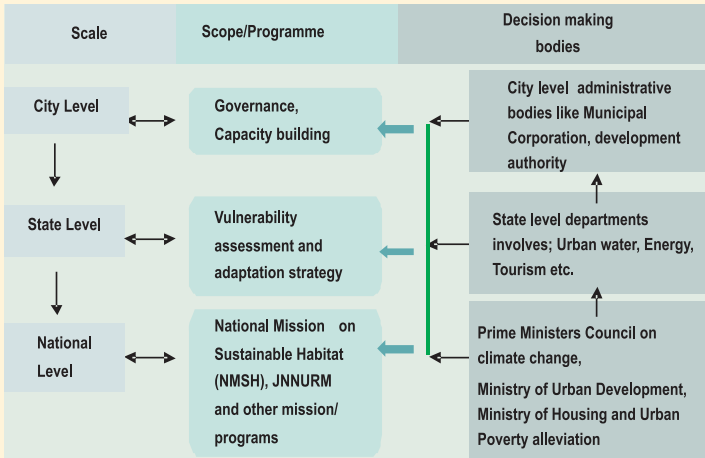 Scale
Scope/Programme
Decision making
bodies
City Level
Governance,
Capacity building
City level administrative
bodies like Municipal
Corporation, development
authority
State Level
Vulnerability
assessment and
adaptation strategy
State level departments
involves; Urban water, Energy,
Tourism etc.
National
Level
National Mission on
Sustainable Habitat
(NMSH), JNNURM
and other mission/
programs
Prime Ministers Council on
climate change,
Ministry of Urban Development,
Ministry of Housing and Urban
Poverty alleviation